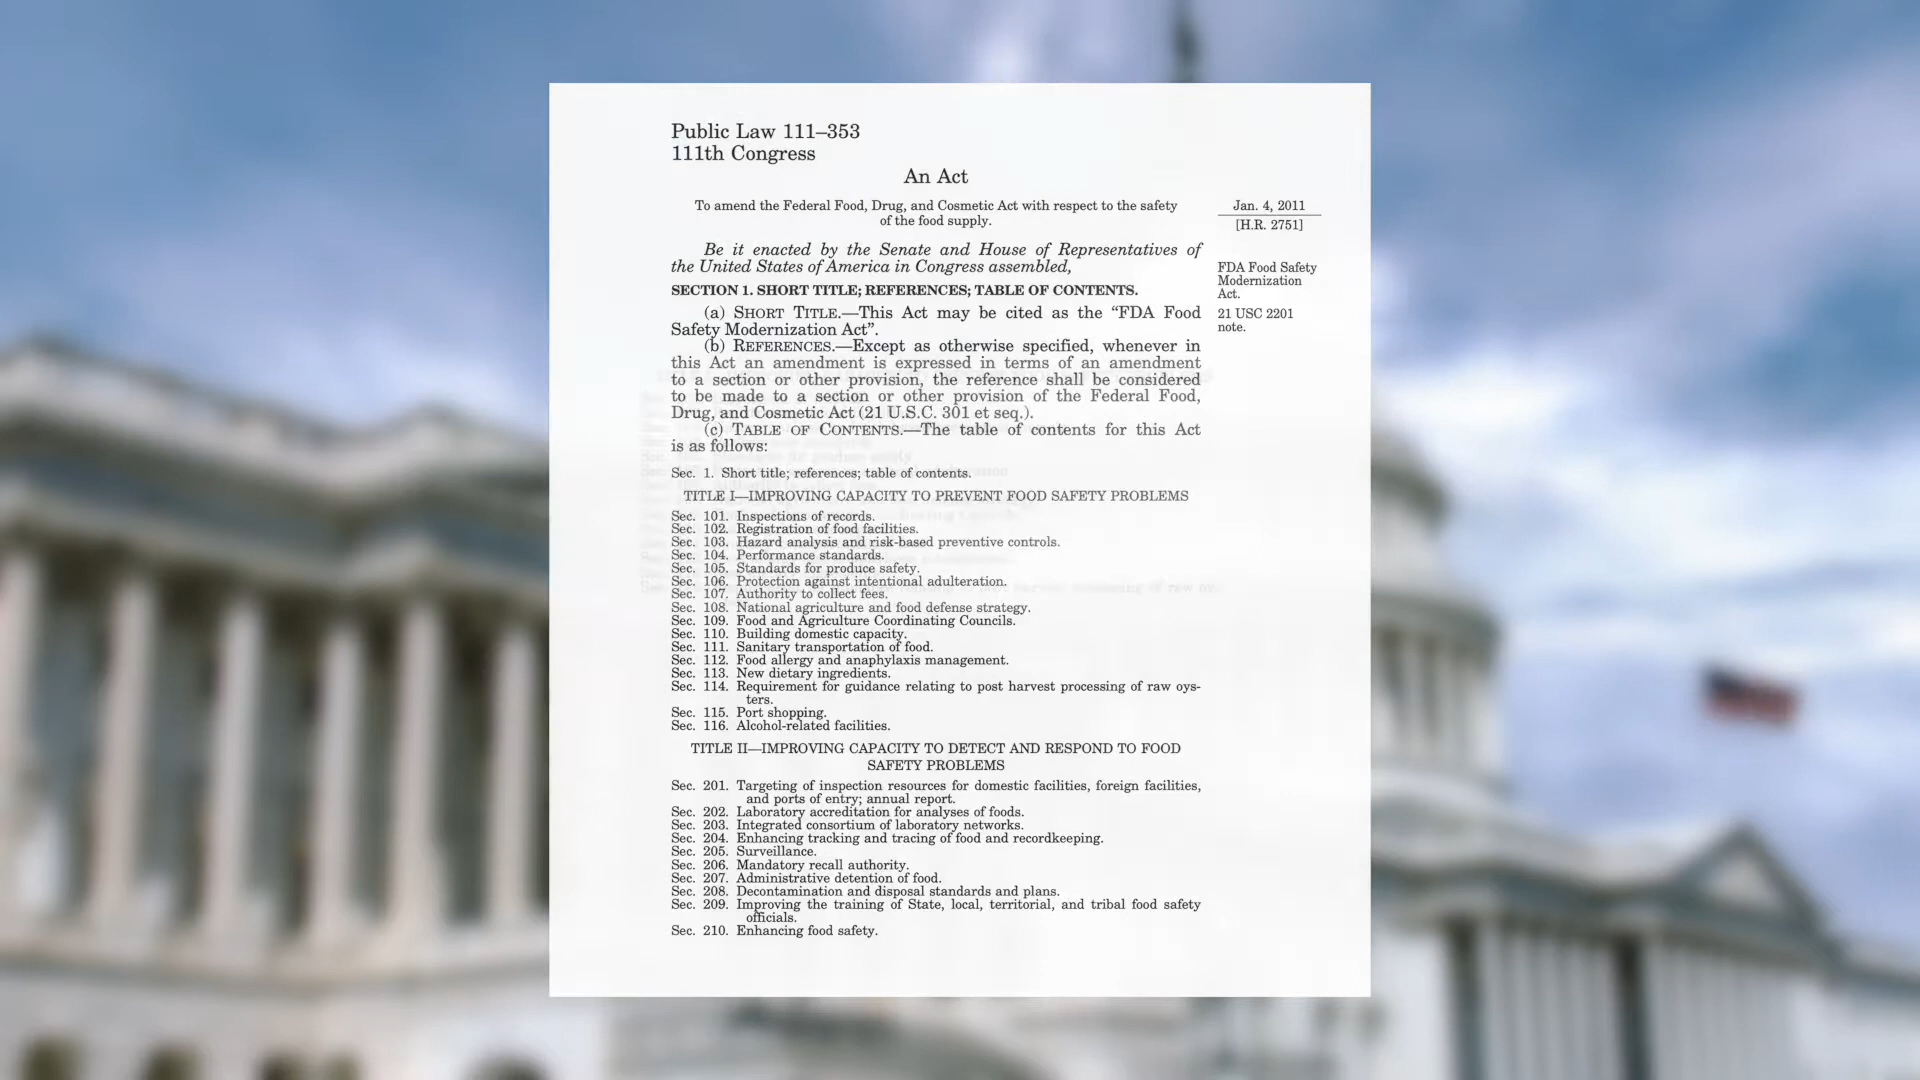 Public Law 111–353
111th Congress
An Act
To amend the Federal Food, Drug, and Cosmetic Act with respect to the safety
of the food supply.
Jan. 4, 2011
[H.R. 2751]
Be it enacted by the Senate and House of Representatives of
the United States of America in Congress assembled,
FDA Food Safety
Modernization
Act.
21 USC 2201
note.
SECTION 1. SHORT TITLE; REFERENCES; TABLE OF CONTENTS.
(a) SHORT TITLE.—This Act may be cited as the “FDA Food
Safety Modernization Act”.
(b) REFERENCES.—Except as otherwise specified, whenever in
this Act an amendment is expressed in terms of an amendment
to a section or other provision, the reference shall be considered
to be made to a section or other provision of the Federal Food,
Drug, and Cosmetic Act (21 U.S.C. 301 et seq.).
(c) TABLE OF CONTENTS.—The table of contents for this Act
is as follows:
Sec. 1. Short title; references; table of contents.
TITLE I—IMPROVING CAPACITY TO PREVENT FOOD SAFETY PROBLEMS
Sec. 101. Inspections of records.
Sec. 102. Registration of food facilities.
Sec. 103. Hazard analysis and risk-based preventive controls.
Sec. 104. Performance standards.
Sec. 105. Standards for produce safety.
Sec. 106. Protection against intentional adulteration.
Sec. 107. Authority to collect fees.
Sec. 108. National agriculture and food defense strategy.
Sec. 109. Food and Agriculture Coordinating Councils.
Sec. 110. Building domestic capacity.
Sec. 111. Sanitary transportation of food.
Sec. 112. Food allergy and anaphylaxis management.
Sec. 113. New dietary ingredients.
Sec. 114. Requirement for guidance relating to post harvest processing of raw oys-
ters.
Sec. 115. Port shopping.
Sec. 116. Alcohol-related facilities.
TITLE II—IMPROVING CAPACITY TO DETECT AND RESPOND TO FOOD
SAFETY PROBLEMS
Sec. 201. Targeting of inspection resources for domestic facilities, foreign facilities,
and ports of entry; annual report.
Sec. 202. Laboratory accreditation for analyses of foods.
Sec. 203. Integrated consortium of laboratory networks.
Sec. 204. Enhancing tracking and tracing of food and recordkeeping.
Sec. 205. Surveillance.
Sec. 206. Mandatory recall authority.
Sec. 207. Administrative detention of food.
Sec. 208. Decontamination and disposal standards and plans.
Sec. 209. Improving the training of State, local, territorial, and tribal food safety
officials.
Sec. 210. Enhancing food safety.